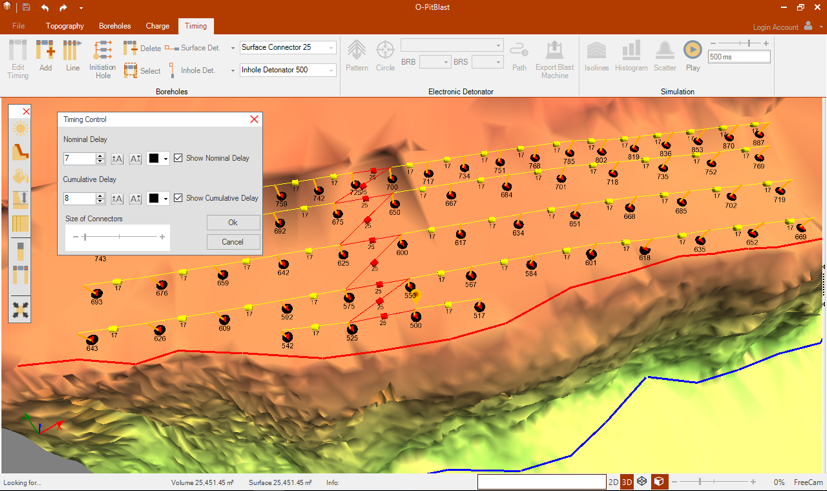 O-PitBlast
File Topography Boreholes Charge Timing
Login Account
Edit Timing Add Line Initiation Hole Delete Select Surface Det. Inhole Det. Surface Connector 25 Inhole Detonator 500
Boreholes
Pattern Circle BRB BRS Path Export Blast Machine
Electronic Detonator
Isolines Histogram Scatter Play 500 ms
Simulation
Timing Control
Nominal Delay
7 Show Nominal Delay
Cumulative Delay
8 Show Cumulative Delay
Size of Connectors
Ok
Cancel
759 742 725 700 717 734 751 768 785 802 819 836 853 870 887
692 675 650 667 684 701 718 735 752 769
743 693 676 659 642 625 600 617 634 651 668 685 702 719
643 626 609 592 575 550 567 584 601 618 635 652 669
542 525 500 517
17 17 17 17 17 17 17 17 17 17 17 17
25 25 25 25 25 25
X
Looking for... Volume 25,451.45 m³ Surface 25,451.45 m² Info: 2D 3D 0% FreeCam